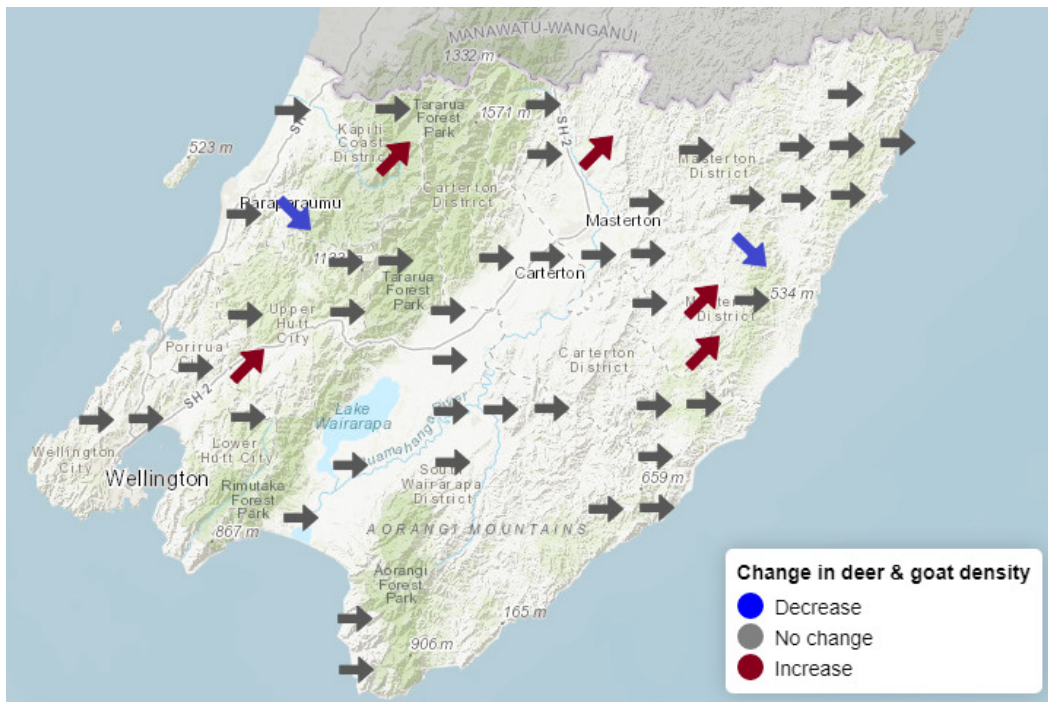 MANAWATU-WANGANUI
1332 m
Tararua
Forest
Park
1571 m
SH 2
Kapiti
Coast
District
523 m
Masterton
District
Carterton
District
Paraparaumu
Masterton
Carterton
Tararua
Forest
Park
534 m
District
Upper
Hutt
City
Porirua
SH 2
Carterton
District
Lake
Wairarapa
River
Wellington
City
Lower
Hutt City
Wellington
Rimutaka
Forest
Park
South
Wairarapa
District
659 m
867 m
AORANGI MOUNTAINS
Aorangi
Forest
Park
165 m
906 m
Change in deer & goat density
Decrease
No change
Increase